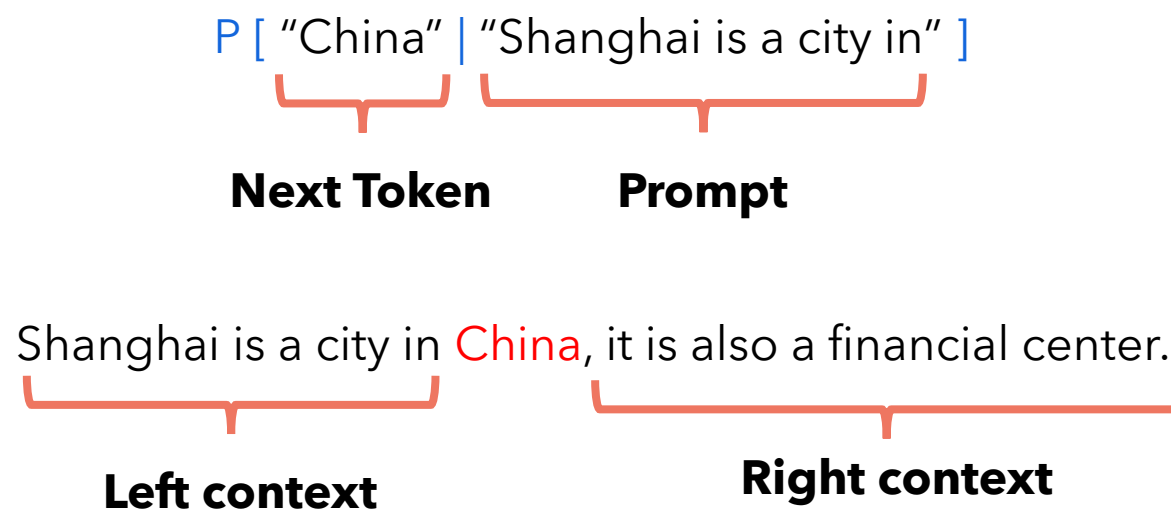 P [ “China” | “Shanghai is a city in” ]
Next Token Prompt
Shanghai is a city in China, it is also a financial center.
Left context Right context